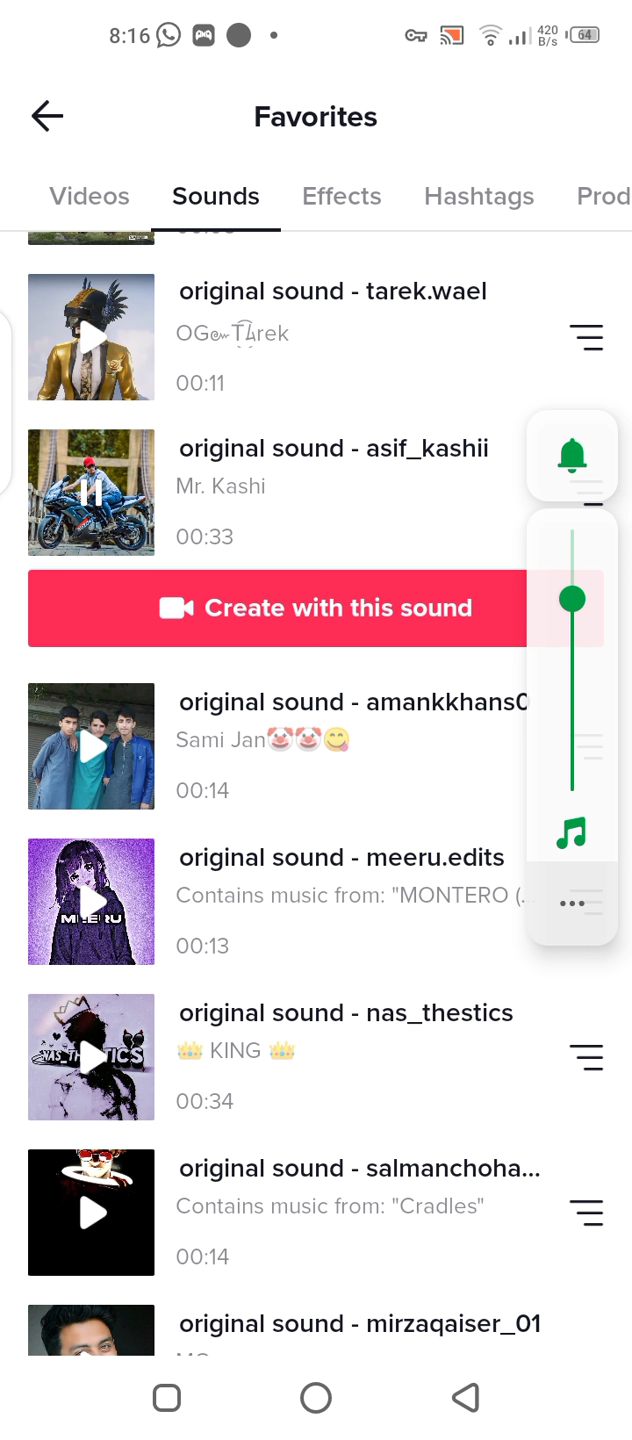 8:16
420
B/s
64
Favorites
Videos Sounds Effects Hashtags Prod
original sound - tarek.wael
00:11
original sound - asif_kashii
Mr. Kashi
00:33
Create with this sound
original sound - amankkhans0
Sami Jan🤡🤡😋
00:14
original sound - meeru.edits
Contains music from: "MONTERO (...
MEERU
00:13
original sound - nas_thestics
👑 KING 👑
00:34
original sound - salmanchoha...
Contains music from: "Cradles"
00:14
original sound - mirzaqaiser_01